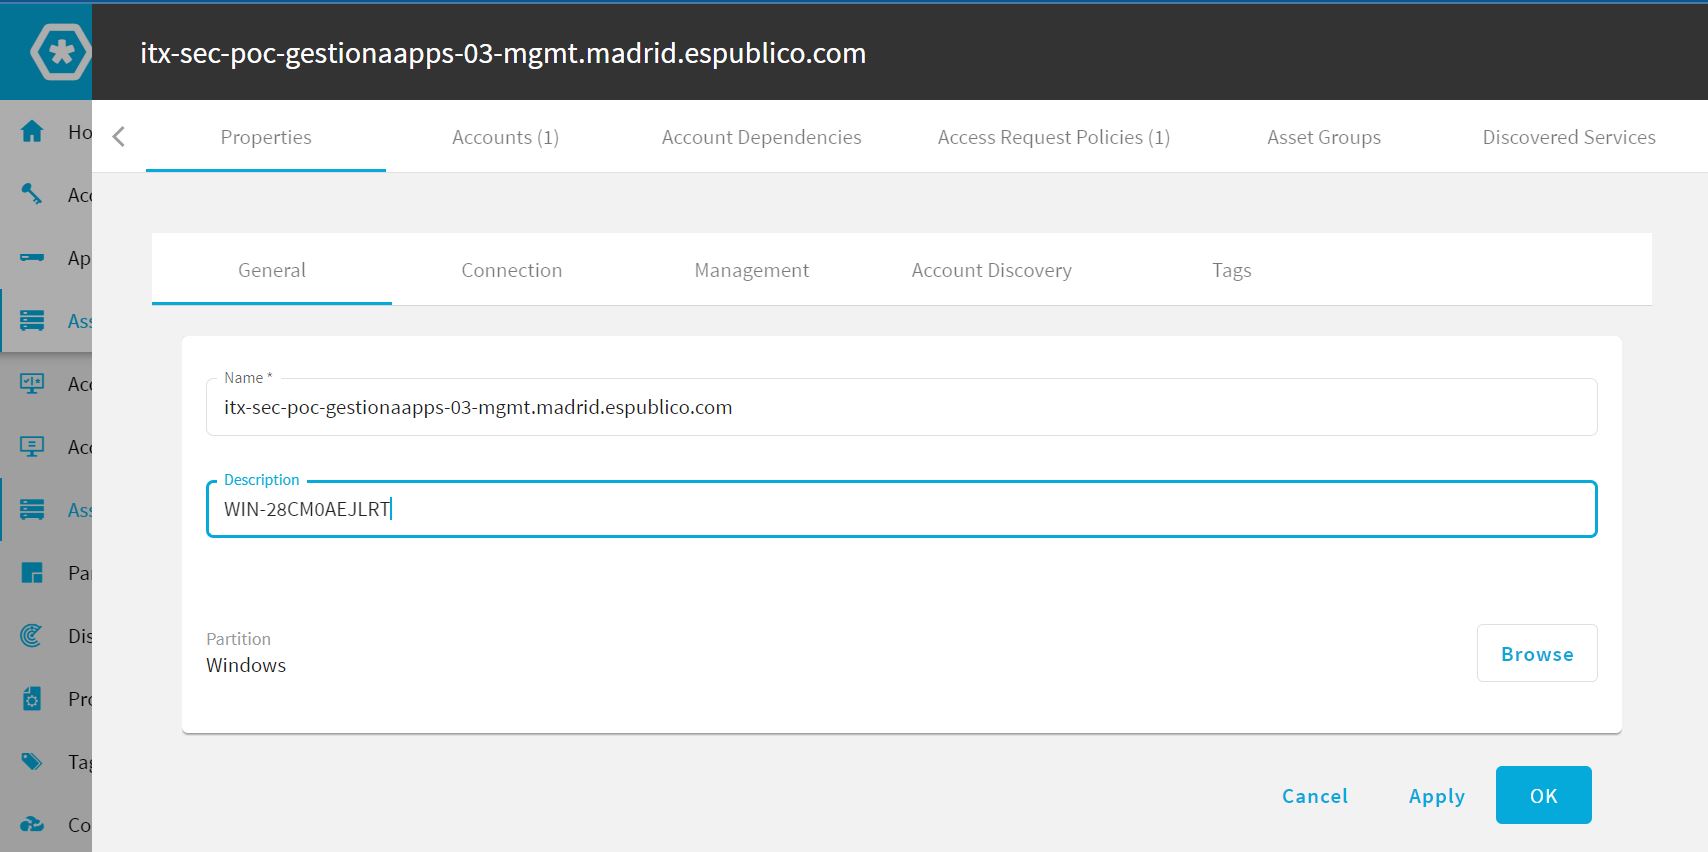 itx-sec-poc-gestionaapps-03-mgmt.madrid.espublico.com
Properties
Accounts (1)
Account Dependencies
Access Request Policies (1)
Asset Groups
Discovered Services
General
Connection
Management
Account Discovery
Tags
Name *
itx-sec-poc-gestionaapps-03-mgmt.madrid.espublico.com
Description
WIN-28CM0AEJLRT
Partition
Windows
Browse
Cancel
Apply
OK
Ho
Acc
Ap
Ass
Acc
Acc
Ass
Par
Dis
Pro
Tag
Co